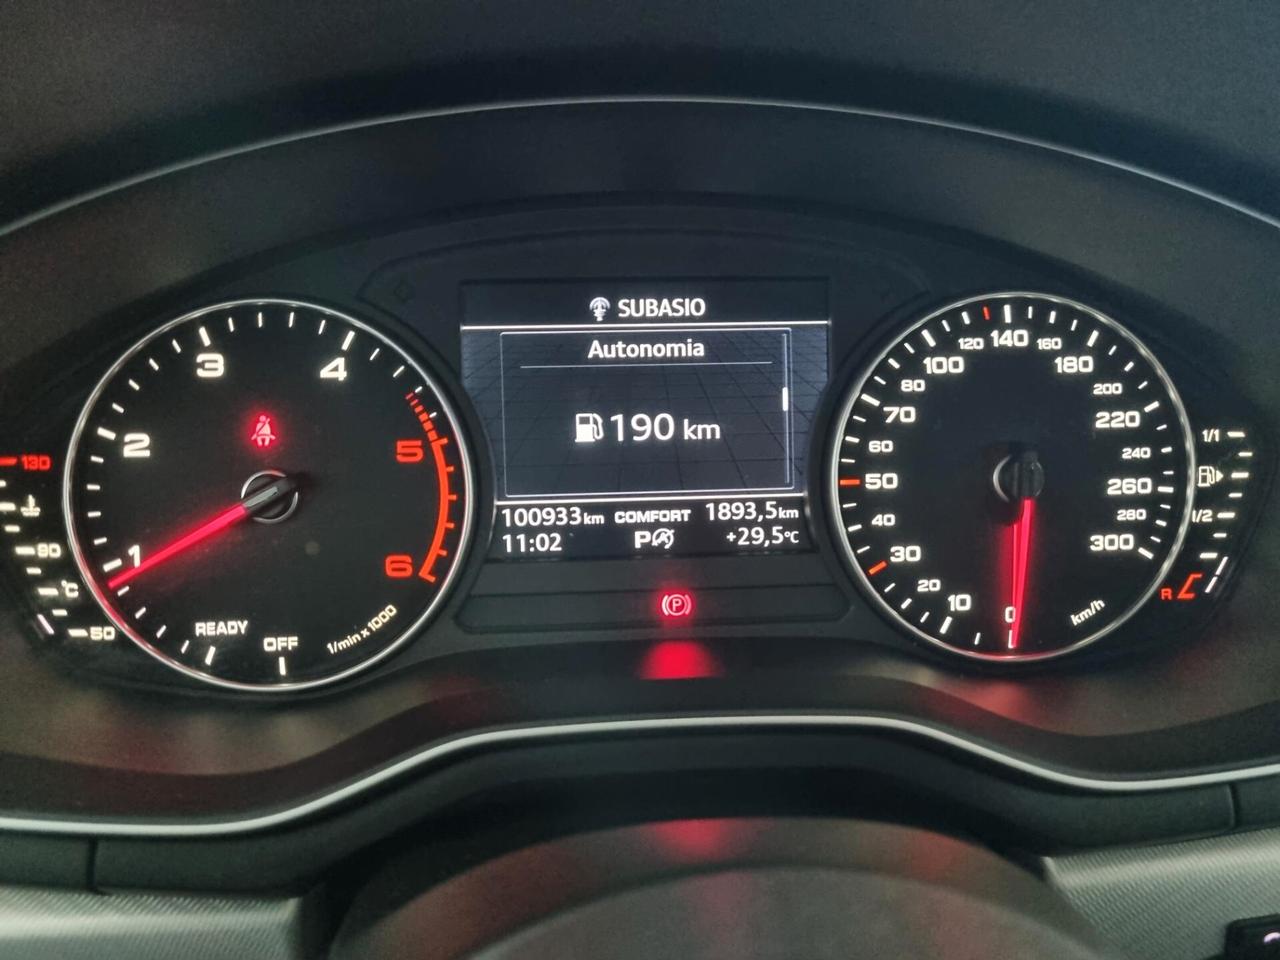 SUBASIO
Autonomia
190 km
100933km COMFORT 1893,5km
11:02 P +29,5°C
1 2 3 4 5 6
READY OFF 1/min x 1000
130
90
°C
50
(P)
0 10 20 30 40 50 60 70 80 100 120 140 160 180 200 220 240 260 280 300
km/h
1/1
1/2
R